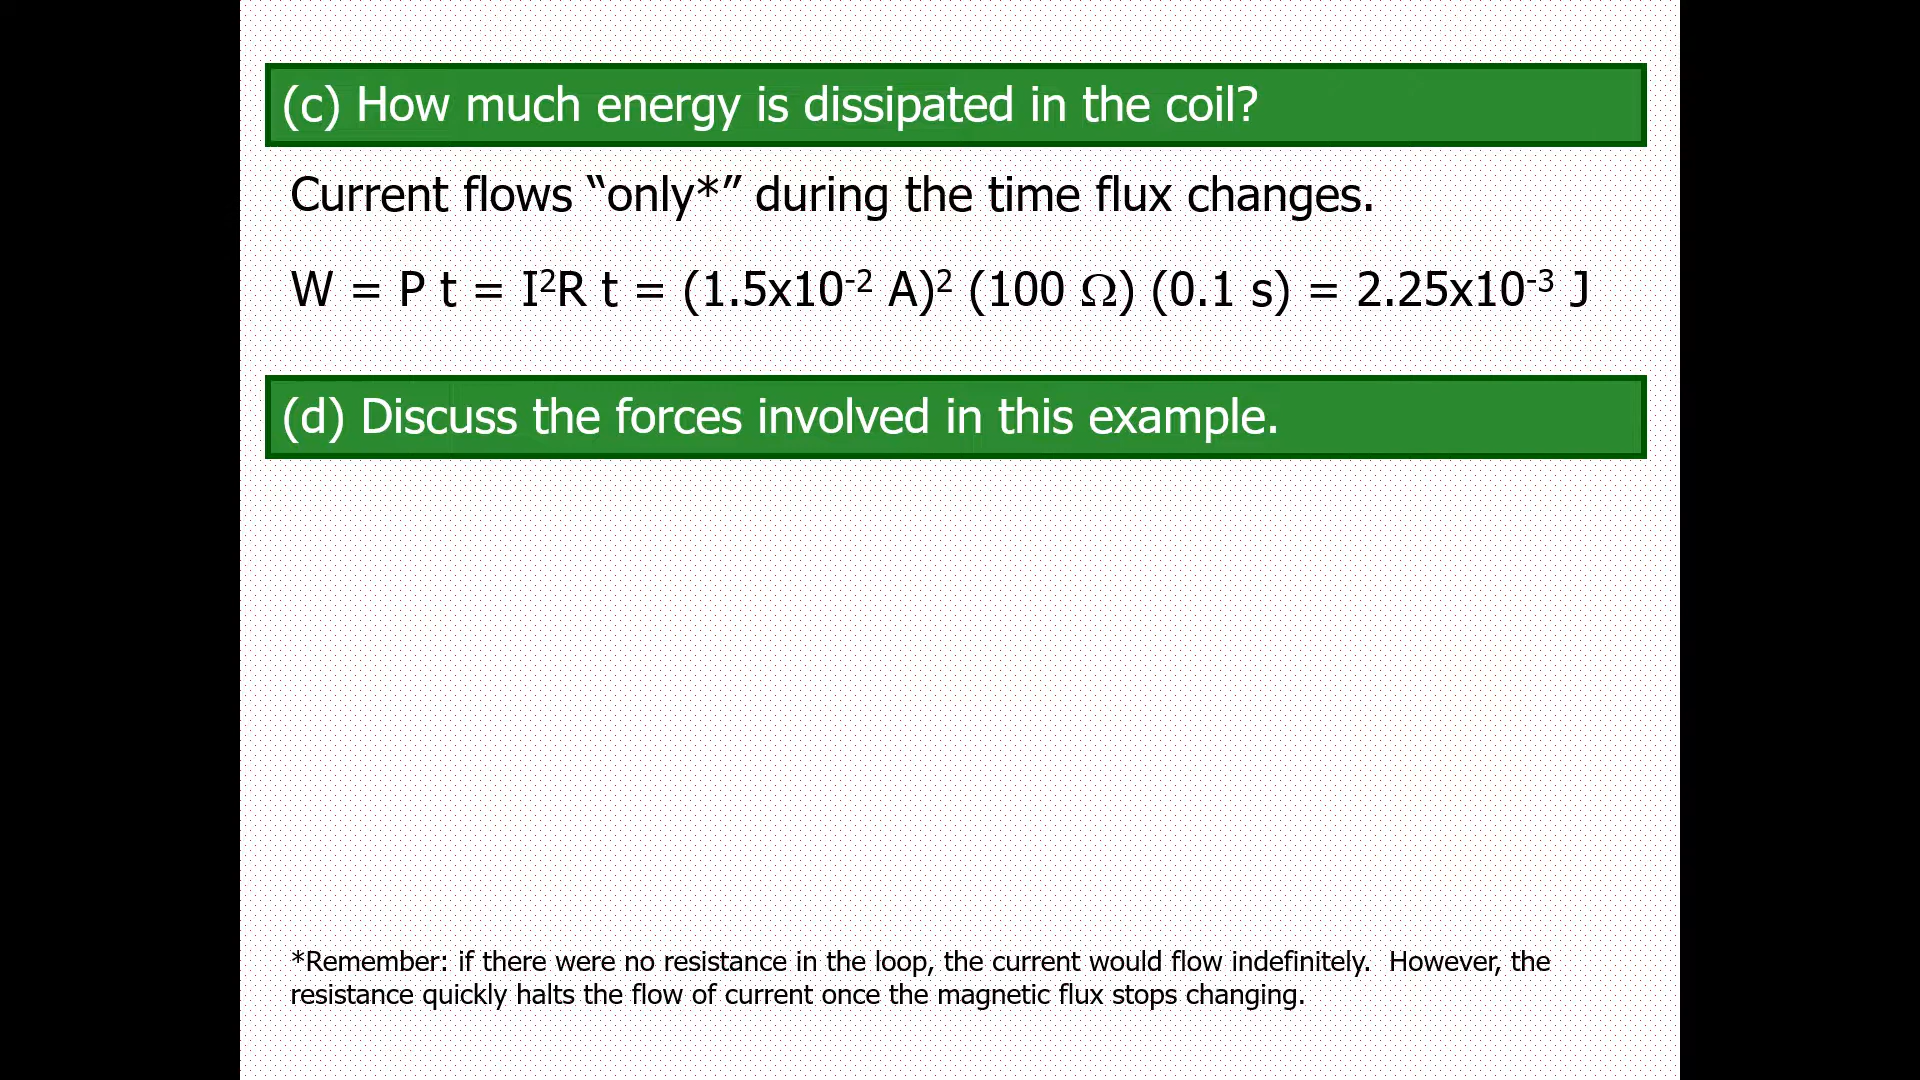 (c) How much energy is dissipated in the coil?
Current flows “only*” during the time flux changes.
W = P t = I²R t = (1.5x10⁻² A)² (100 Ω) (0.1 s) = 2.25x10⁻³ J
(d) Discuss the forces involved in this example.
*Remember: if there were no resistance in the loop, the current would flow indefinitely.  However, the
resistance quickly halts the flow of current once the magnetic flux stops changing.